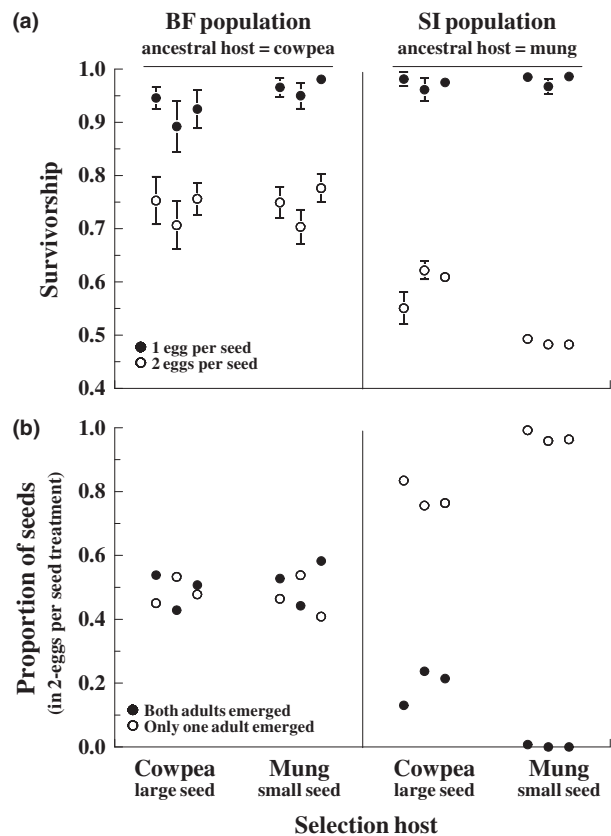 (a)
BF population
ancestral host = cowpea
SI population
ancestral host = mung
Survivorship
1.0
0.9
0.8
0.7
0.6
0.5
0.4
1 egg per seed
2 eggs per seed
(b)
Proportion of seeds
(in 2-eggs per seed treatment)
1.0
0.8
0.6
0.4
0.2
0.0
Both adults emerged
Only one adult emerged
Cowpea
large seed
Mung
small seed
Cowpea
large seed
Mung
small seed
Selection host